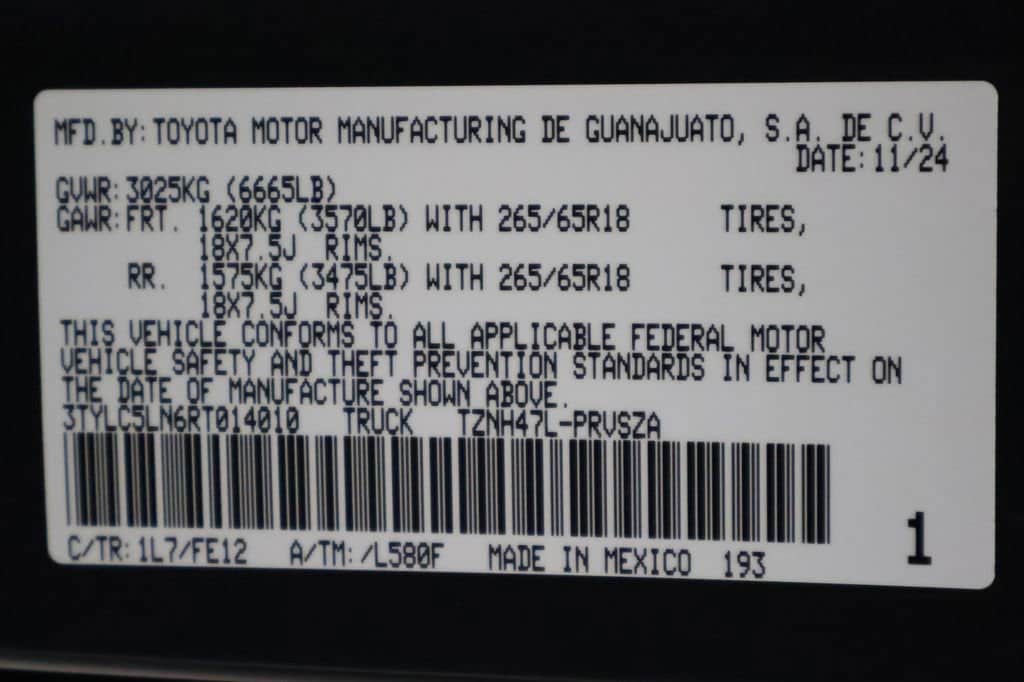 MFD.BY: TOYOTA MOTOR MANUFACTURING DE GUANAJUATO, S.A. DE C.V.
DATE: 11/24
GVWR: 3025KG (6665LB)
GAWR: FRT. 1620KG (3570LB) WITH 265/65R18 TIRES,
18X7.5J RIMS.
RR. 1575KG (3475LB) WITH 265/65R18 TIRES,
18X7.5J RIMS.
THIS VEHICLE CONFORMS TO ALL APPLICABLE FEDERAL MOTOR
VEHICLE SAFETY AND THEFT PREVENTION STANDARDS IN EFFECT ON
THE DATE OF MANUFACTURE SHOWN ABOVE.
3TYLC5LN6RT014010 TRUCK TZNH47L-PRVSZA
C/TR: 1L7/FE12 A/TM: /L580F MADE IN MEXICO 193
1